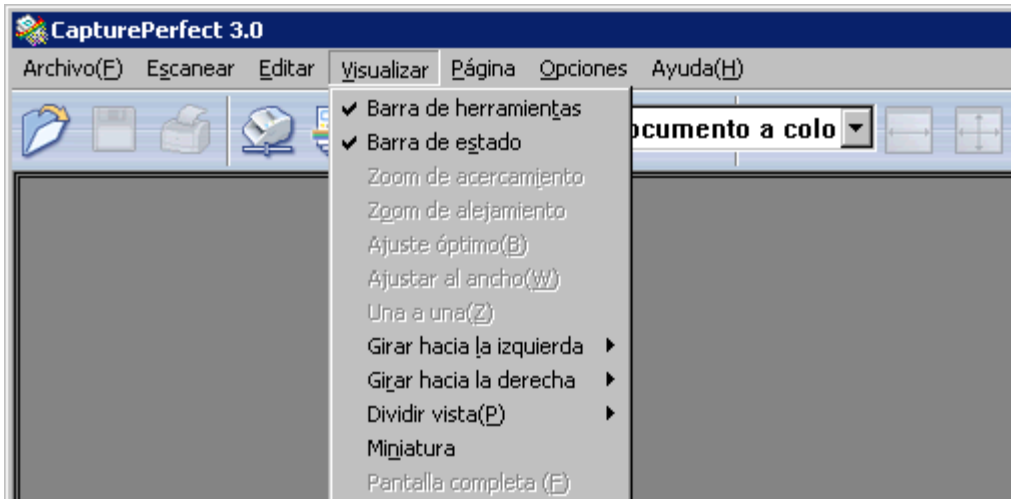 CapturePerfect 3.0
Archivo(F) Escanear Editar Visualizar Página Opciones Ayuda(H)
ocumento a colo
Barra de herramientas
Barra de estado
Zoom de acercamiento
Zoom de alejamiento
Ajuste óptimo(B)
Ajustar al ancho(W)
Una a una(Z)
Girar hacia la izquierda
Girar hacia la derecha
Dividir vista(P)
Miniatura
Pantalla completa (F)